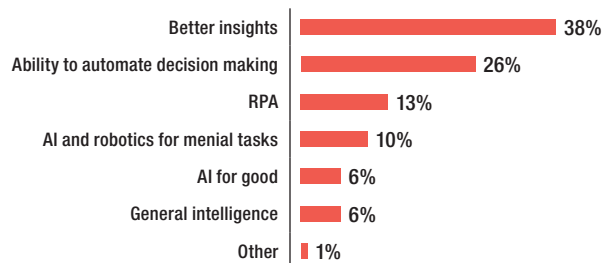 Better insights 38%
Ability to automate decision making 26%
RPA 13%
AI and robotics for menial tasks 10%
AI for good 6%
General intelligence 6%
Other 1%